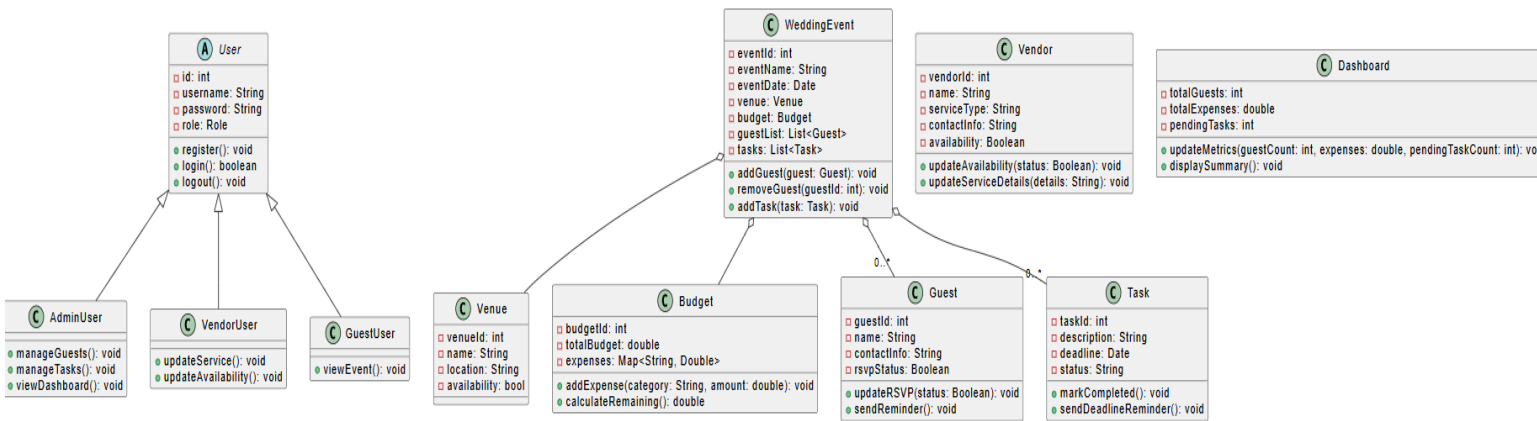 A User
id: int
username: String
password: String
role: Role
register(): void
login(): boolean
logout(): void
C AdminUser
manageGuests(): void
manageTasks(): void
viewDashboard(): void
C VendorUser
updateService(): void
updateAvailability(): void
C GuestUser
viewEvent(): void
C WeddingEvent
eventId: int
eventName: String
eventDate: Date
venue: Venue
budget: Budget
guestList: List<Guest>
tasks: List<Task>
addGuest(guest: Guest): void
removeGuest(guestId: int): void
addTask(task: Task): void
C Vendor
vendorId: int
name: String
serviceType: String
contactInfo: String
availability: Boolean
updateAvailability(status: Boolean): void
updateServiceDetails(details: String): void
C Dashboard
totalGuests: int
totalExpenses: double
pendingTasks: int
updateMetrics(guestCount: int, expenses: double, pendingTaskCount: int): vo
displaySummary(): void
C Venue
venueId: int
name: String
location: String
availability: bool
C Budget
budgetId: int
totalBudget: double
expenses: Map<String, Double>
addExpense(category: String, amount: double): void
calculateRemaining(): double
0..*
C Guest
guestId: int
name: String
contactInfo: String
rsvpStatus: Boolean
updateRSVP(status: Boolean): void
sendReminder(): void
0..*
C Task
taskId: int
description: String
deadline: Date
status: String
markCompleted(): void
sendDeadlineReminder(): void